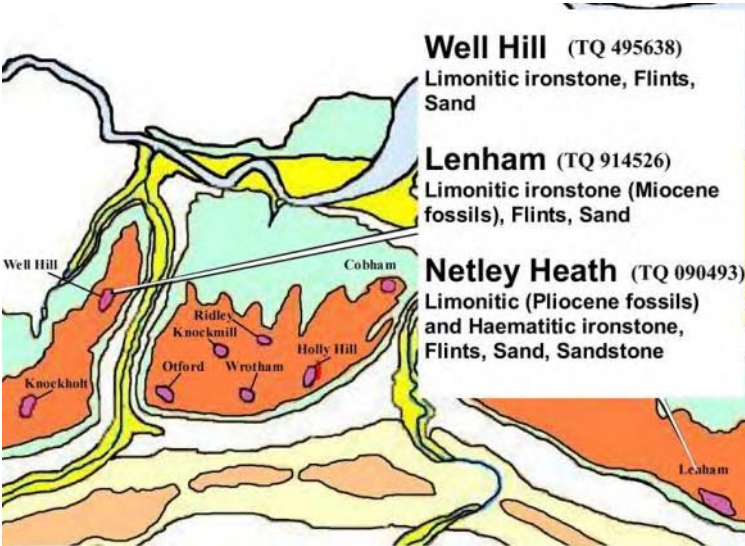 Well Hill (TQ 495638)
Limonitic ironstone, Flints,
Sand
Lenham (TQ 914526)
Limonitic ironstone (Miocene
fossils), Flints, Sand
Netley Heath (TQ 090493)
Limonitic (Pliocene fossils)
and Haematitic ironstone,
Flints, Sand, Sandstone
Well Hill
Cobham
Ridley
Knockmill
Holly Hill
Otford
Wrotham
Knockholt
Lenham